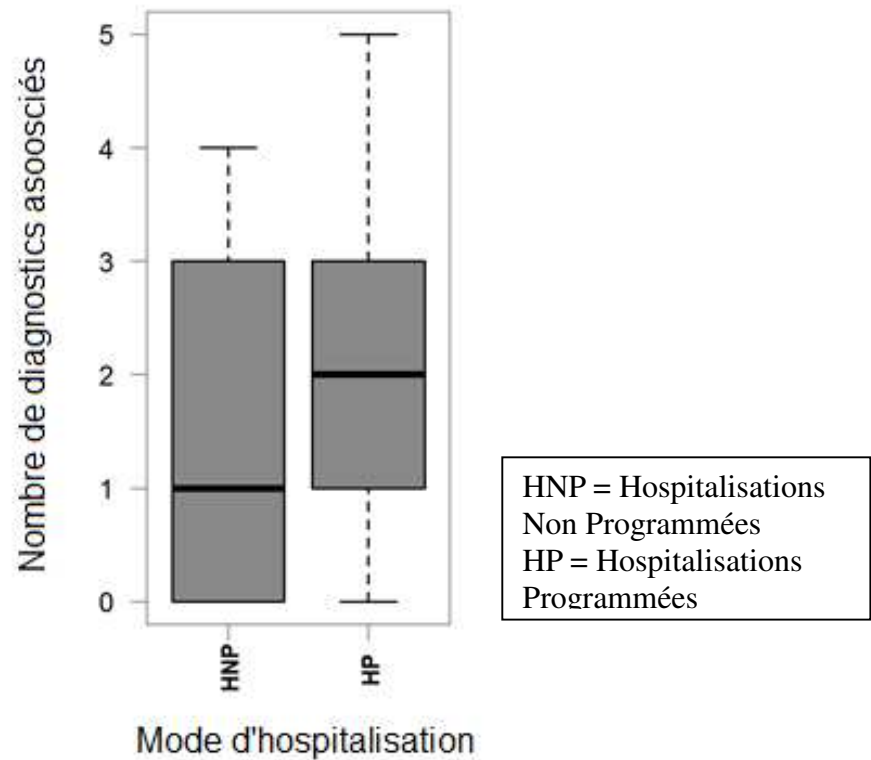 Nombre de diagnostics asoosciés
5
4
3
2
1
0
HNP
HP
Mode d'hospitalisation
HNP = Hospitalisations
Non Programmées
HP = Hospitalisations
Programmées